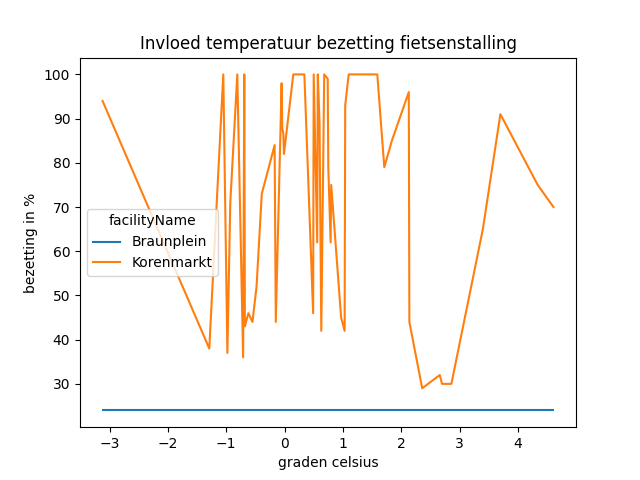 Invloed temperatuur bezetting fietsenstalling
bezetting in %
100
90
80
70
60
50
40
30
facilityName
Braunplein
Korenmarkt
−3 −2 −1 0 1 2 3 4
graden celsius